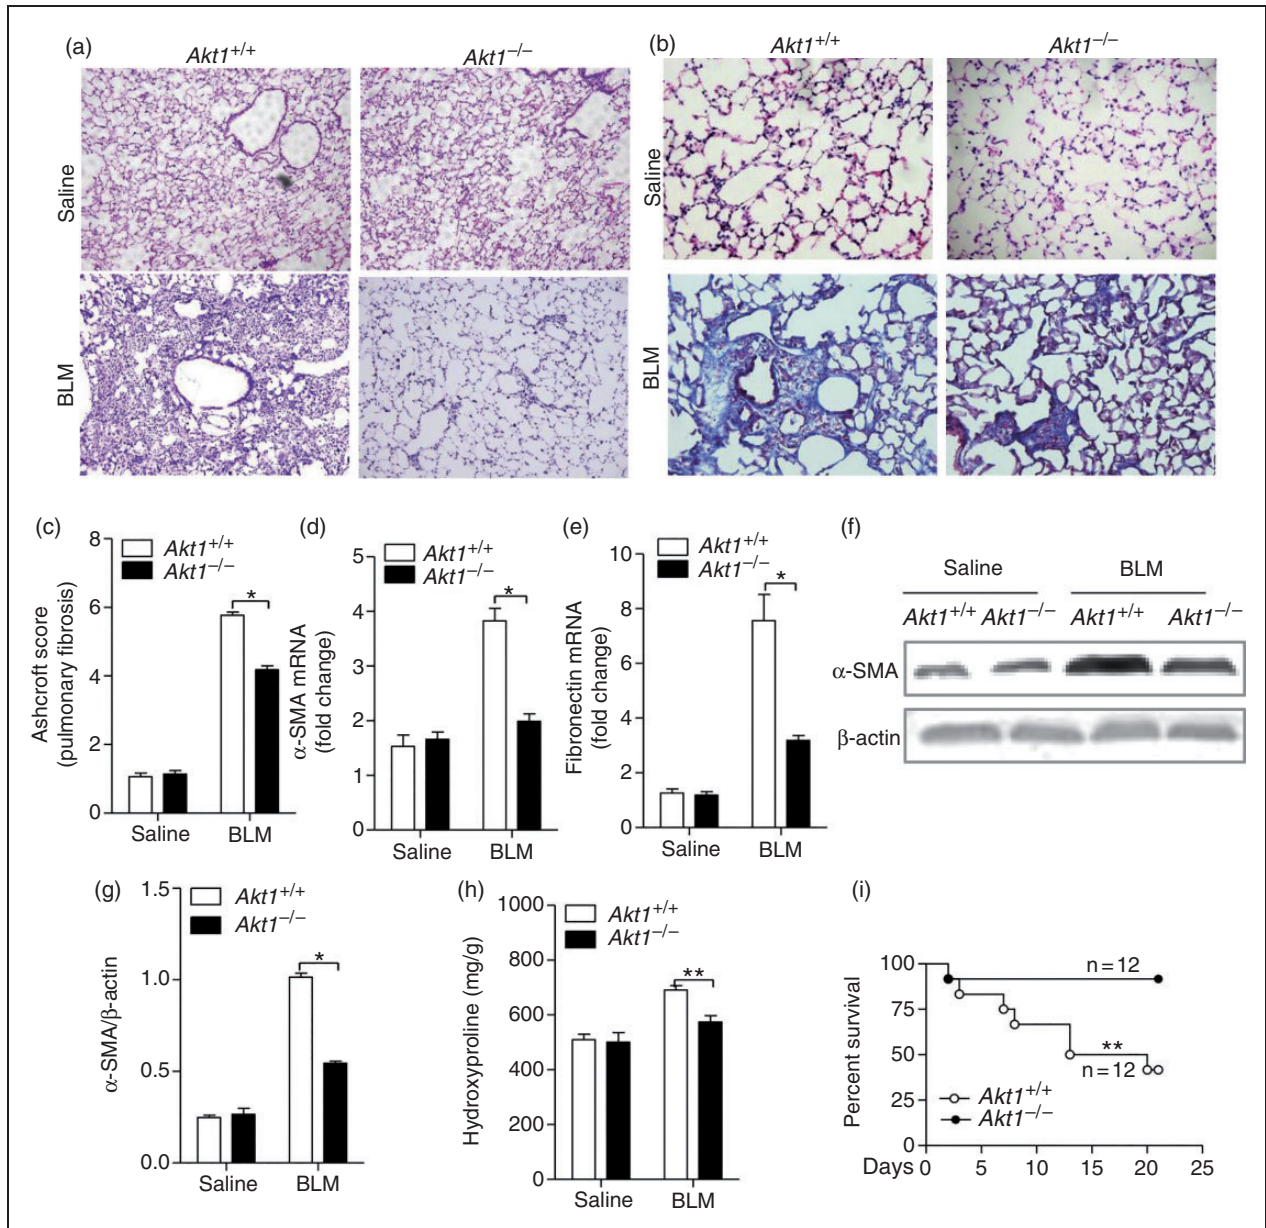 (a)
Akt1+/+
Akt1−/−
Saline
BLM
(b)
Akt1+/+
Akt1−/−
Saline
BLM
(c)
Ashcroft score
(pulmonary fibrosis)
8
6
4
2
0
Akt1+/+
Akt1−/−
*
Saline
BLM
(d)
α-SMA mRNA
(fold change)
5
4
3
2
1
0
Akt1+/+
Akt1−/−
*
Saline
BLM
(e)
Fibronectin mRNA
(fold change)
10
8
6
4
2
0
Akt1+/+
Akt1−/−
*
Saline
BLM
(f)
Saline BLM
Akt1+/+ Akt1−/− Akt1+/+ Akt1−/−
α-SMA
β-actin
(g)
α-SMA/β-actin
1.5
1.0
0.5
0.0
Akt1+/+
Akt1−/−
*
Saline
BLM
(h)
Hydroxyproline (mg/g)
1000
800
600
400
200
0
Akt1+/+
Akt1−/−
**
Saline
BLM
(i)
Percent survival
100
75
50
25
0
n = 12
**
n = 12
Akt1+/+
Akt1−/−
Days 0 5 10 15 20 25